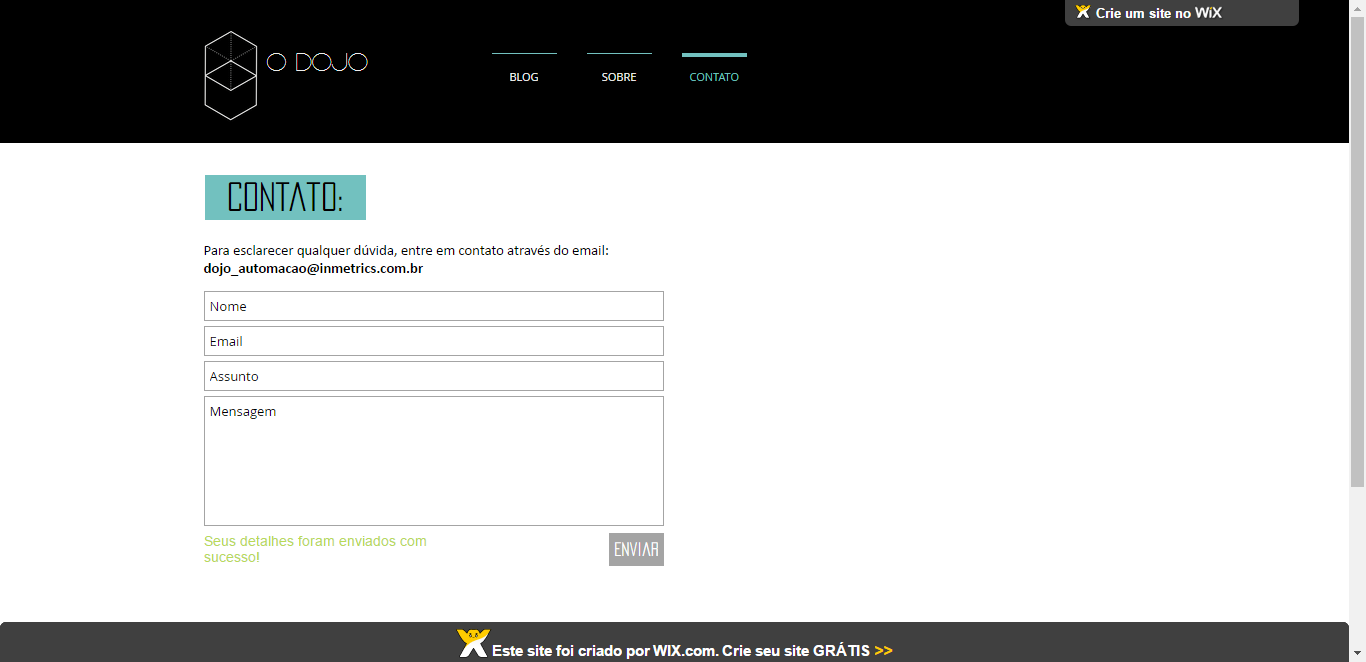 Crie um site no WiX
O DOJO
BLOG
SOBRE
CONTATO
CONTATO:
Para esclarecer qualquer dúvida, entre em contato através do email:
dojo_automacao@inmetrics.com.br
Nome
Email
Assunto
Mensagem
Seus detalhes foram enviados com
sucesso!
ENVIAR
Este site foi criado por WIX.com. Crie seu site GRÁTIS >>